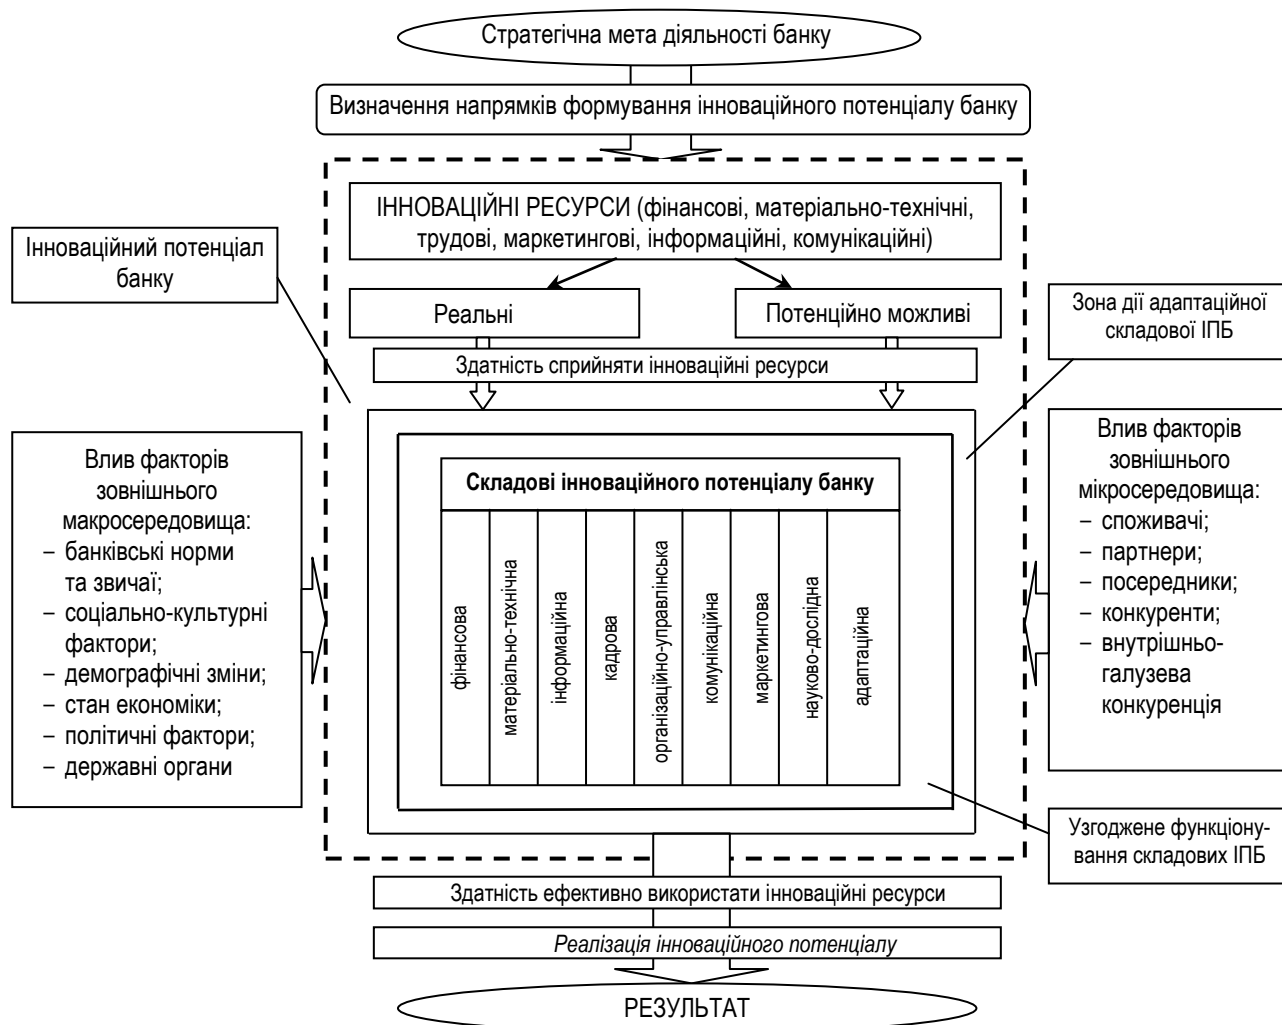 Стратегічна мета діяльності банку
Визначення напрямків формування інноваційного потенціалу банку
ІННОВАЦІЙНІ РЕСУРСИ (фінансові, матеріально-технічні,
трудові, маркетингові, інформаційні, комунікаційні)
Інноваційний потенціал
банку
Реальні
Потенційно можливі
Зона дії адаптаційної
складової ІПБ
Здатність сприйняти інноваційні ресурси
Влив факторів
зовнішнього
макросередовища:
– банківські норми
та звичаї;
– соціально-культурні
фактори;
– демографічні зміни;
– стан економіки;
– політичні фактори;
– державні органи
Складові інноваційного потенціалу банку
фінансова
матеріально-технічна
інформаційна
кадрова
організаційно-управлінська
комунікаційна
маркетингова
науково-дослідна
адаптаційна
Влив факторів
зовнішнього
мікросередовища:
– споживачі;
– партнери;
– посередники;
– конкуренти;
– внутрішньо-
галузева
конкуренція
Узгоджене функціону-
вання складових ІПБ
Здатність ефективно використати інноваційні ресурси
Реалізація інноваційного потенціалу
РЕЗУЛЬТАТ